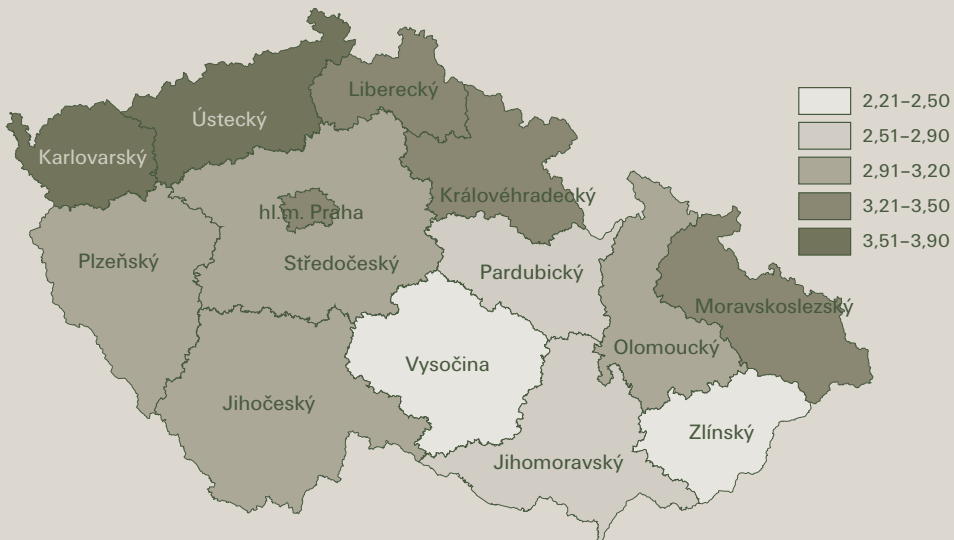 Liberecký
Ústecký
Karlovarský
Královéhradecký
hl.m. Praha
Plzeňský
Středočeský
Pardubický
Moravskoslezský
Olomoucký
Vysočina
Jihočeský
Zlínský
Jihomoravský
2,21–2,50
2,51–2,90
2,91–3,20
3,21–3,50
3,51–3,90